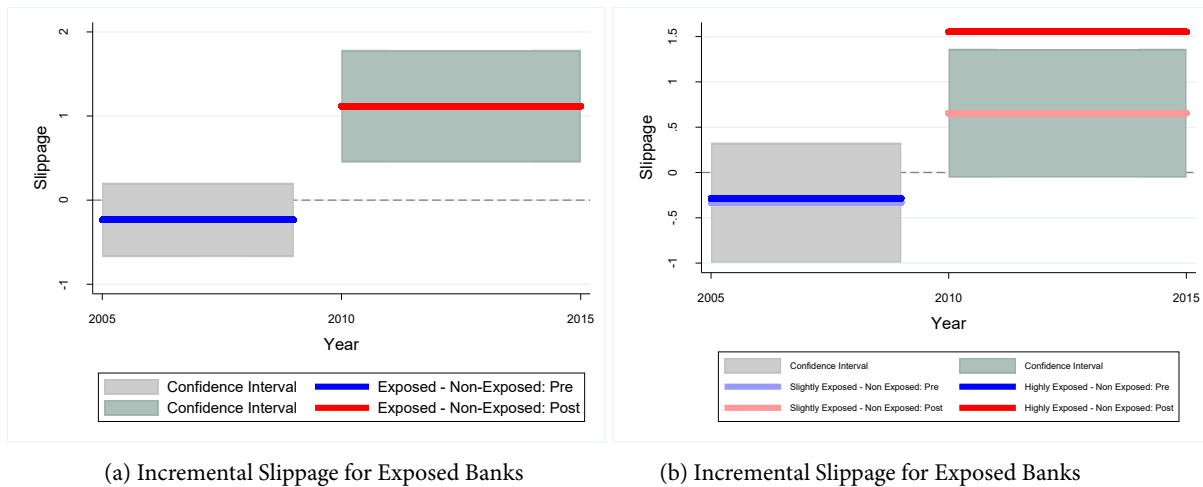 2
1
0
-1
Slippage
2005
2010
2015
Year
Confidence Interval
Exposed - Non-Exposed: Pre
Confidence Interval
Exposed - Non-Exposed: Post
(a) Incremental Slippage for Exposed Banks
1.5
1
.5
0
-.5
-1
Slippage
2005
2010
2015
Year
Confidence Interval
Confidence Interval
Slightly Exposed - Non Exposed: Pre
Highly Exposed - Non Exposed: Pre
Slightly Exposed - Non Exposed: Post
Highly Exposed - Non Exposed: Post
(b) Incremental Slippage for Exposed Banks